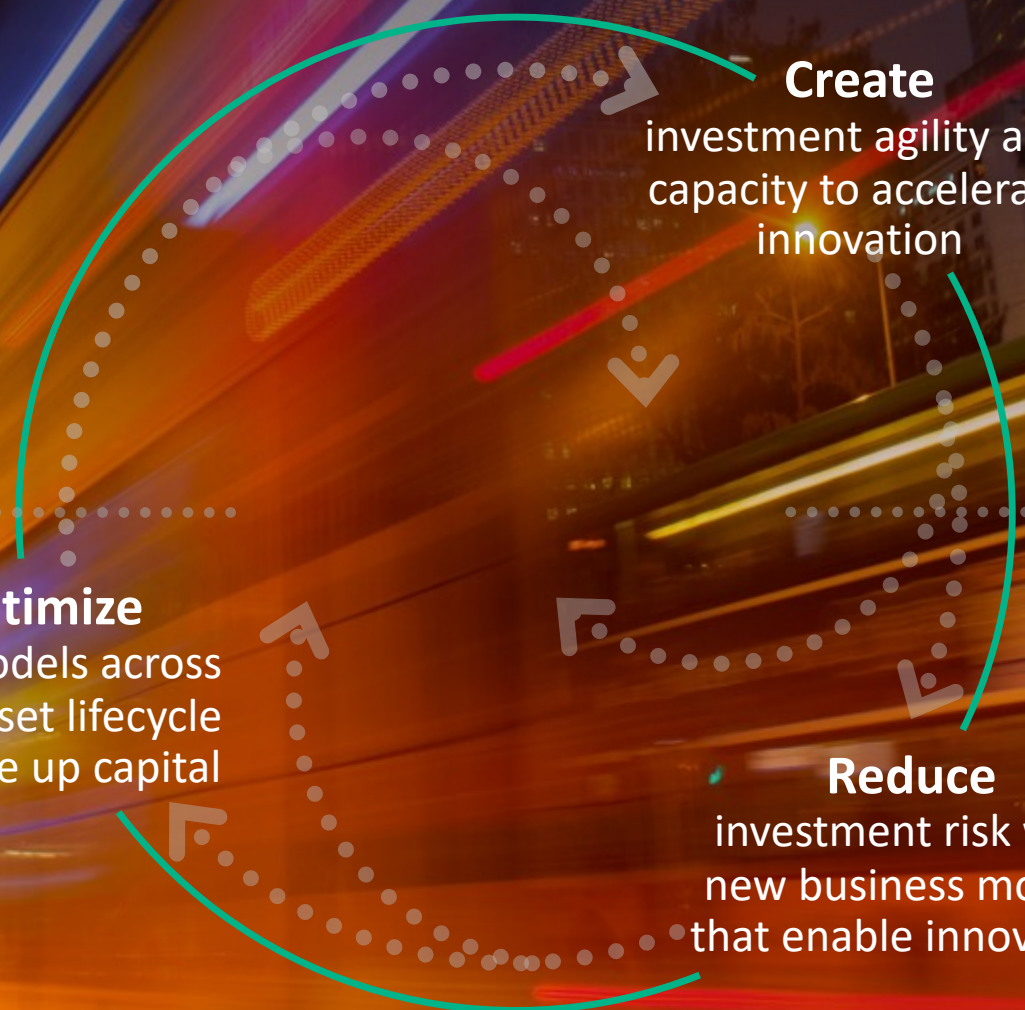 Create
investment agility a
capacity to accelera
innovation
timize
odels across
set lifecycle
e up capital
Reduce
investment risk
new business mo
that enable innov